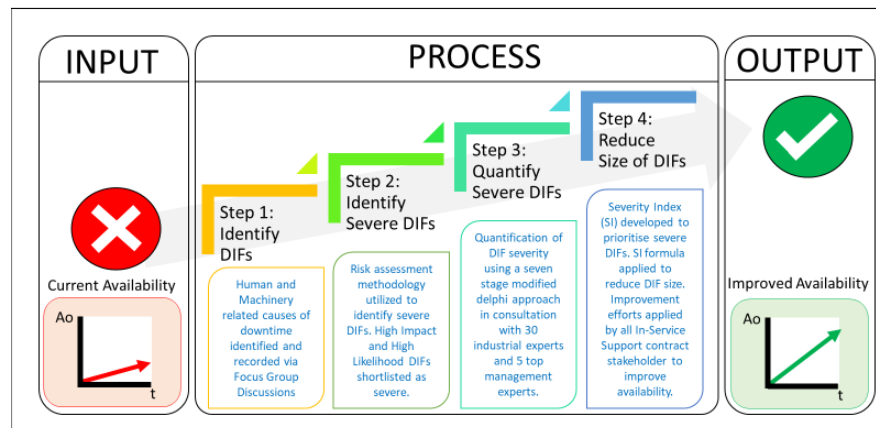 INPUT
PROCESS
OUTPUT
Step 1:
Identify
DIFs
Step 2:
Identify
Severe DIFs
Step 3:
Quantify
Severe DIFs
Step 4:
Reduce
Size of DIFs
Current Availability
Ao
t
Human and
Machinery
related causes of
downtime
identified and
recorded via
Focus Group
Discussions
Risk assessment
methodology
utilized to
identify severe
DIFs. High Impact
and High
Likelihood DIFs
shortlisted as
severe.
Quantification of
DIF severity
using a seven
stage modified
delphi approach
in consultation
with 30
industrial experts
and 5 top
management
experts.
Severity Index
(SI) developed to
prioritise severe
DIFs. SI formula
applied to
reduce DIF size.
Improvement
efforts applied
by all In-Service
Support contract
stakeholder to
improve
availability.
Improved Availability
Ao
t